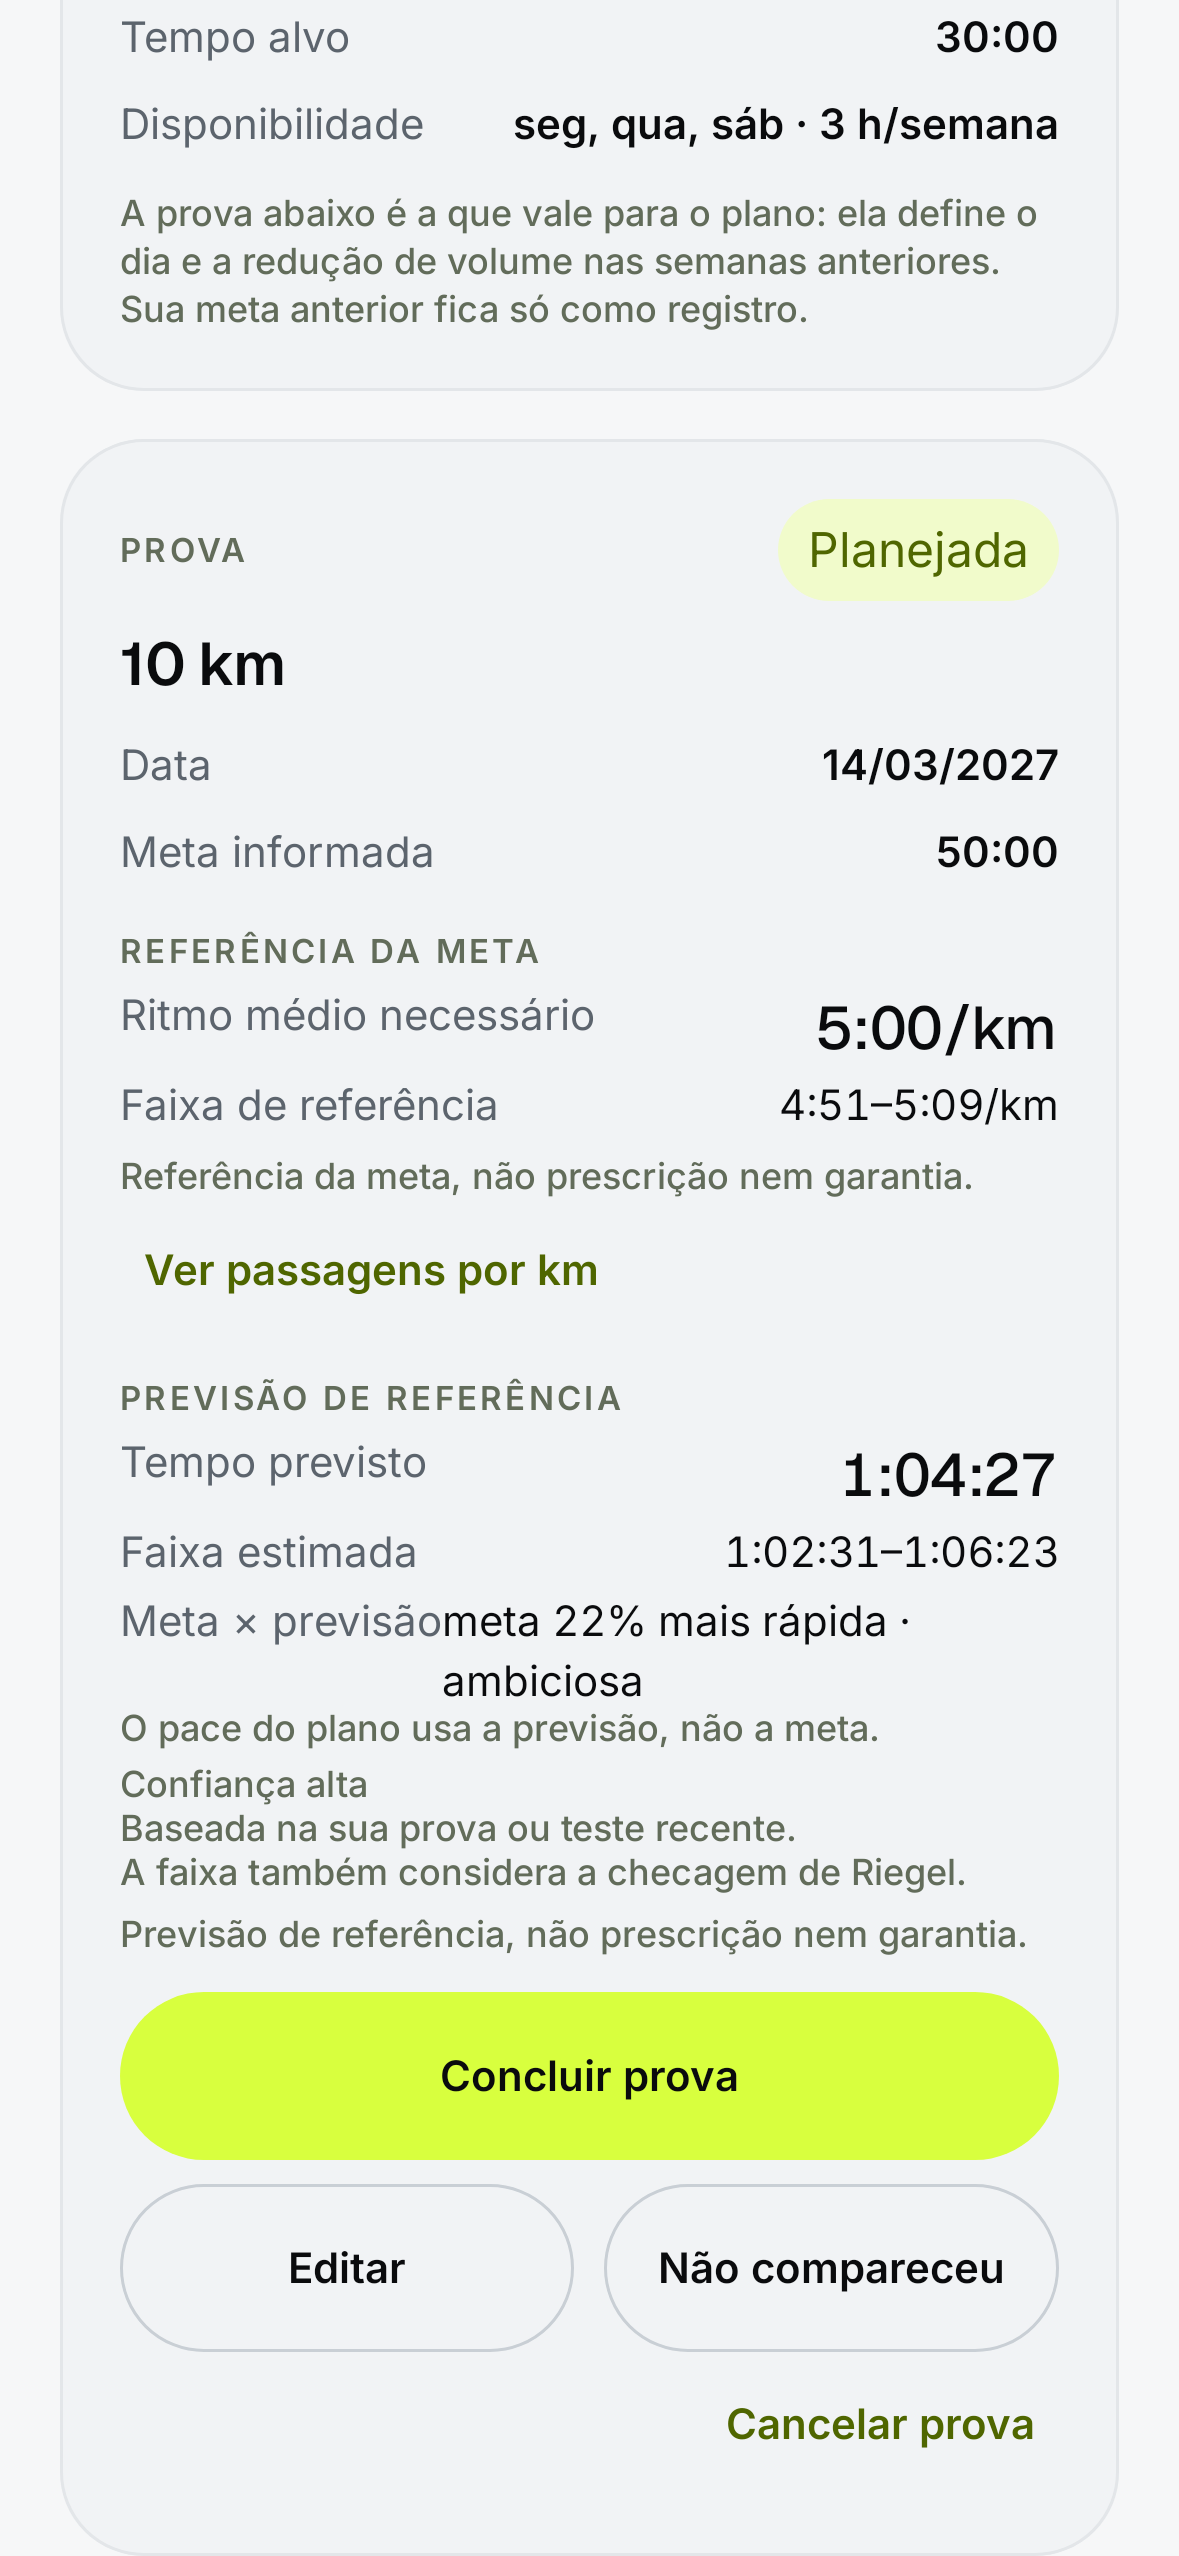 Tempo alvo 30:00
Disponibilidade seg, qua, sáb · 3 h/semana
A prova abaixo é a que vale para o plano: ela define o
dia e a redução de volume nas semanas anteriores.
Sua meta anterior fica só como registro.
PROVA Planejada
10 km
Data 14/03/2027
Meta informada 50:00
REFERÊNCIA DA META
Ritmo médio necessário 5:00/km
Faixa de referência 4:51–5:09/km
Referência da meta, não prescrição nem garantia.
Ver passagens por km
PREVISÃO DE REFERÊNCIA
Tempo previsto 1:04:27
Faixa estimada 1:02:31–1:06:23
Meta × previsão meta 22% mais rápida ·
ambiciosa
O pace do plano usa a previsão, não a meta.
Confiança alta
Baseada na sua prova ou teste recente.
A faixa também considera a checagem de Riegel.
Previsão de referência, não prescrição nem garantia.
Concluir prova
Editar Não compareceu
Cancelar prova